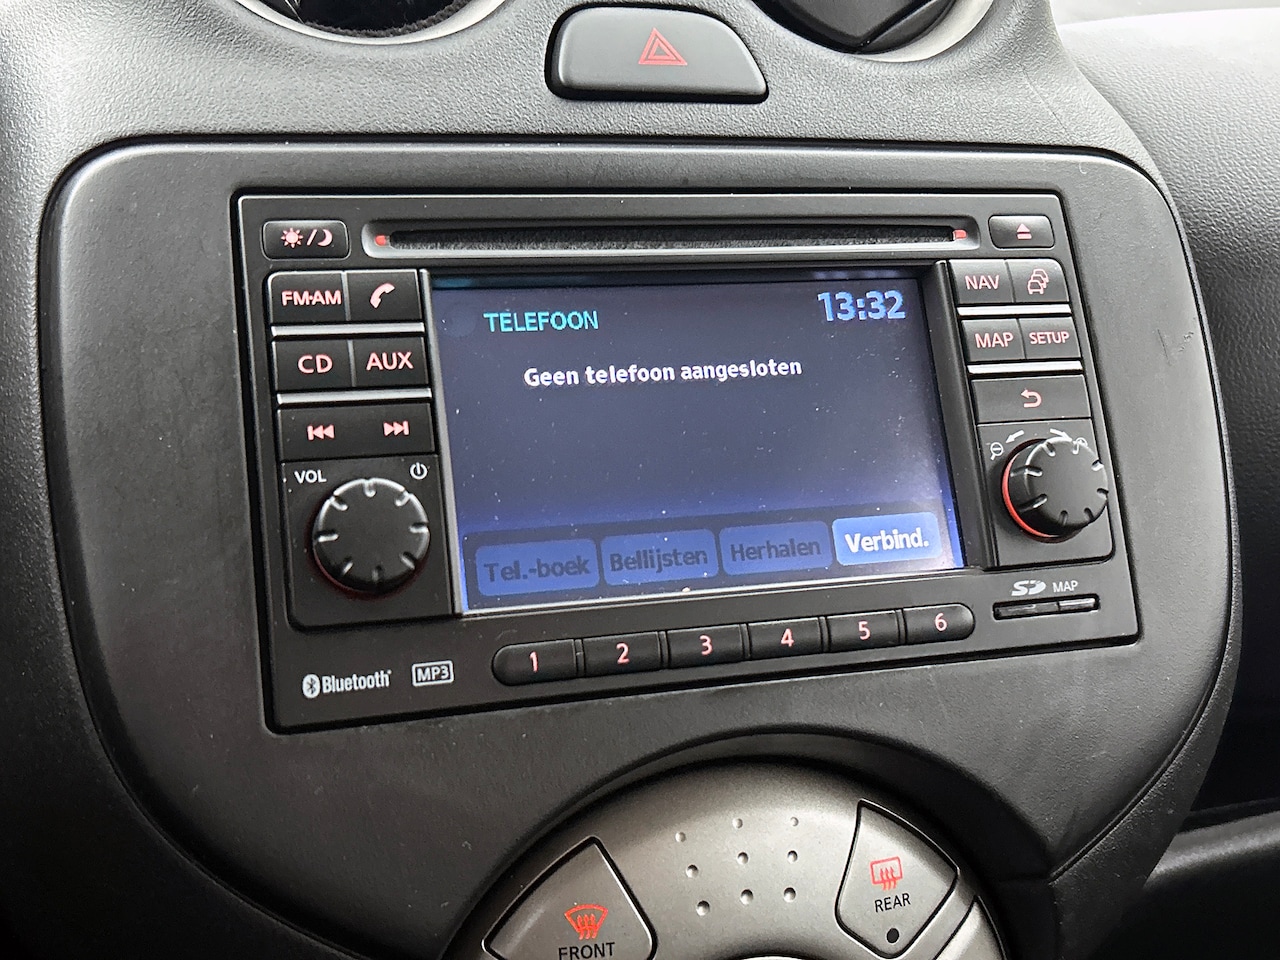 FM·AM
CD
AUX
VOL
TELEFOON
13:32
Geen telefoon aangesloten
Tel.-boek
Bellijsten
Herhalen
Verbind.
NAV
MAP
SETUP
SD MAP
1
2
3
4
5
6
Bluetooth®
MP3
FRONT
REAR